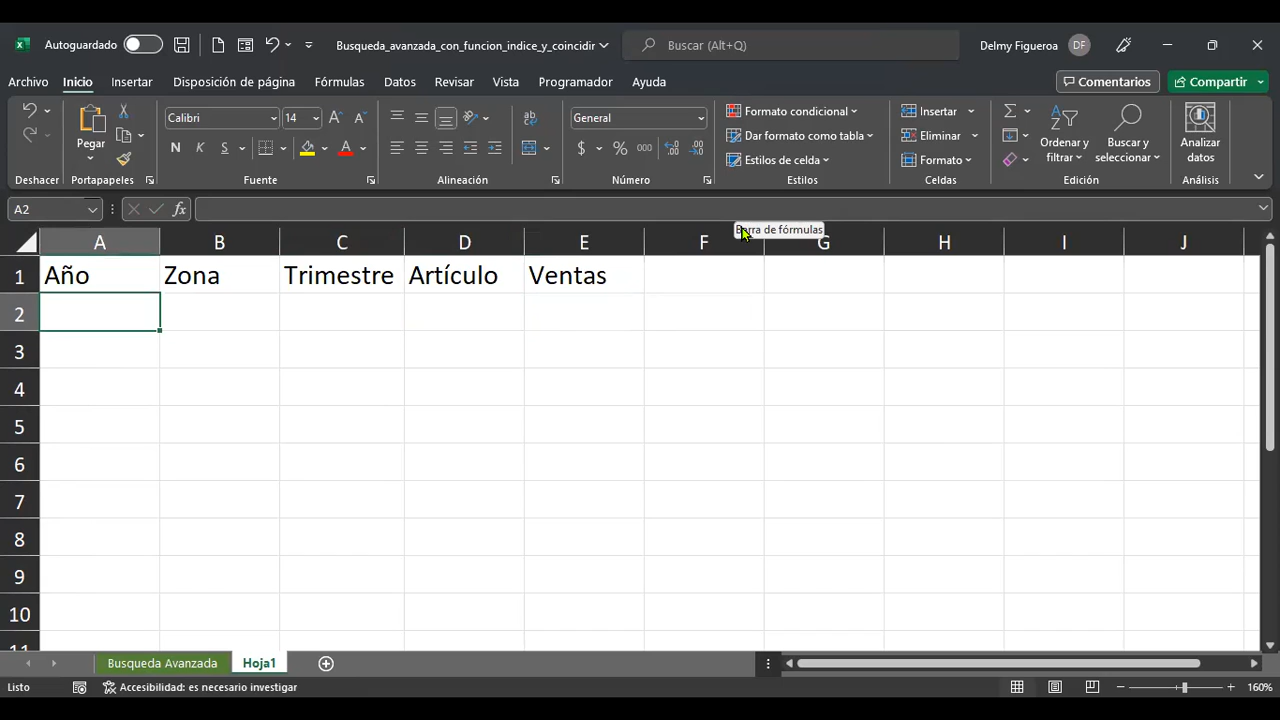 Autoguardado
Busqueda_avanzada_con_funcion_indice_y_coincidir
Buscar (Alt+Q)
Delmy Figueroa
DF
Archivo Inicio Insertar Disposición de página Fórmulas Datos Revisar Vista Programador Ayuda
Comentarios
Compartir
Pegar
Calibri
14
N K S
General
$ % 000
Formato condicional
Dar formato como tabla
Estilos de celda
Insertar
Eliminar
Formato
Ordenar y
filtrar
Buscar y
seleccionar
Analizar
datos
Deshacer Portapapeles Fuente Alineación Número Estilos Celdas Edición Análisis
A2
fx
Barra de fórmulas
A B C D E F G H I J
1 Año Zona Trimestre Artículo Ventas
2
3
4
5
6
7
8
9
10
11
Busqueda Avanzada Hoja1
Listo
Accesibilidad: es necesario investigar
160%